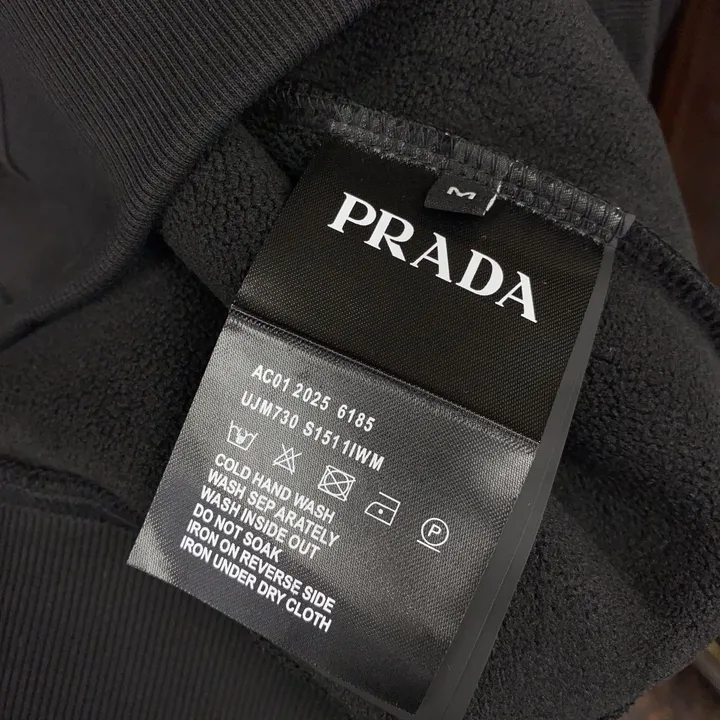 M
PRADA
AC01 2025 6185
UJM730 S1511IWM
P
COLD HAND WASH
WASH SEPARATELY
WASH INSIDE OUT
DO NOT SOAK
IRON ON REVERSE SIDE
IRON UNDER DRY CLOTH